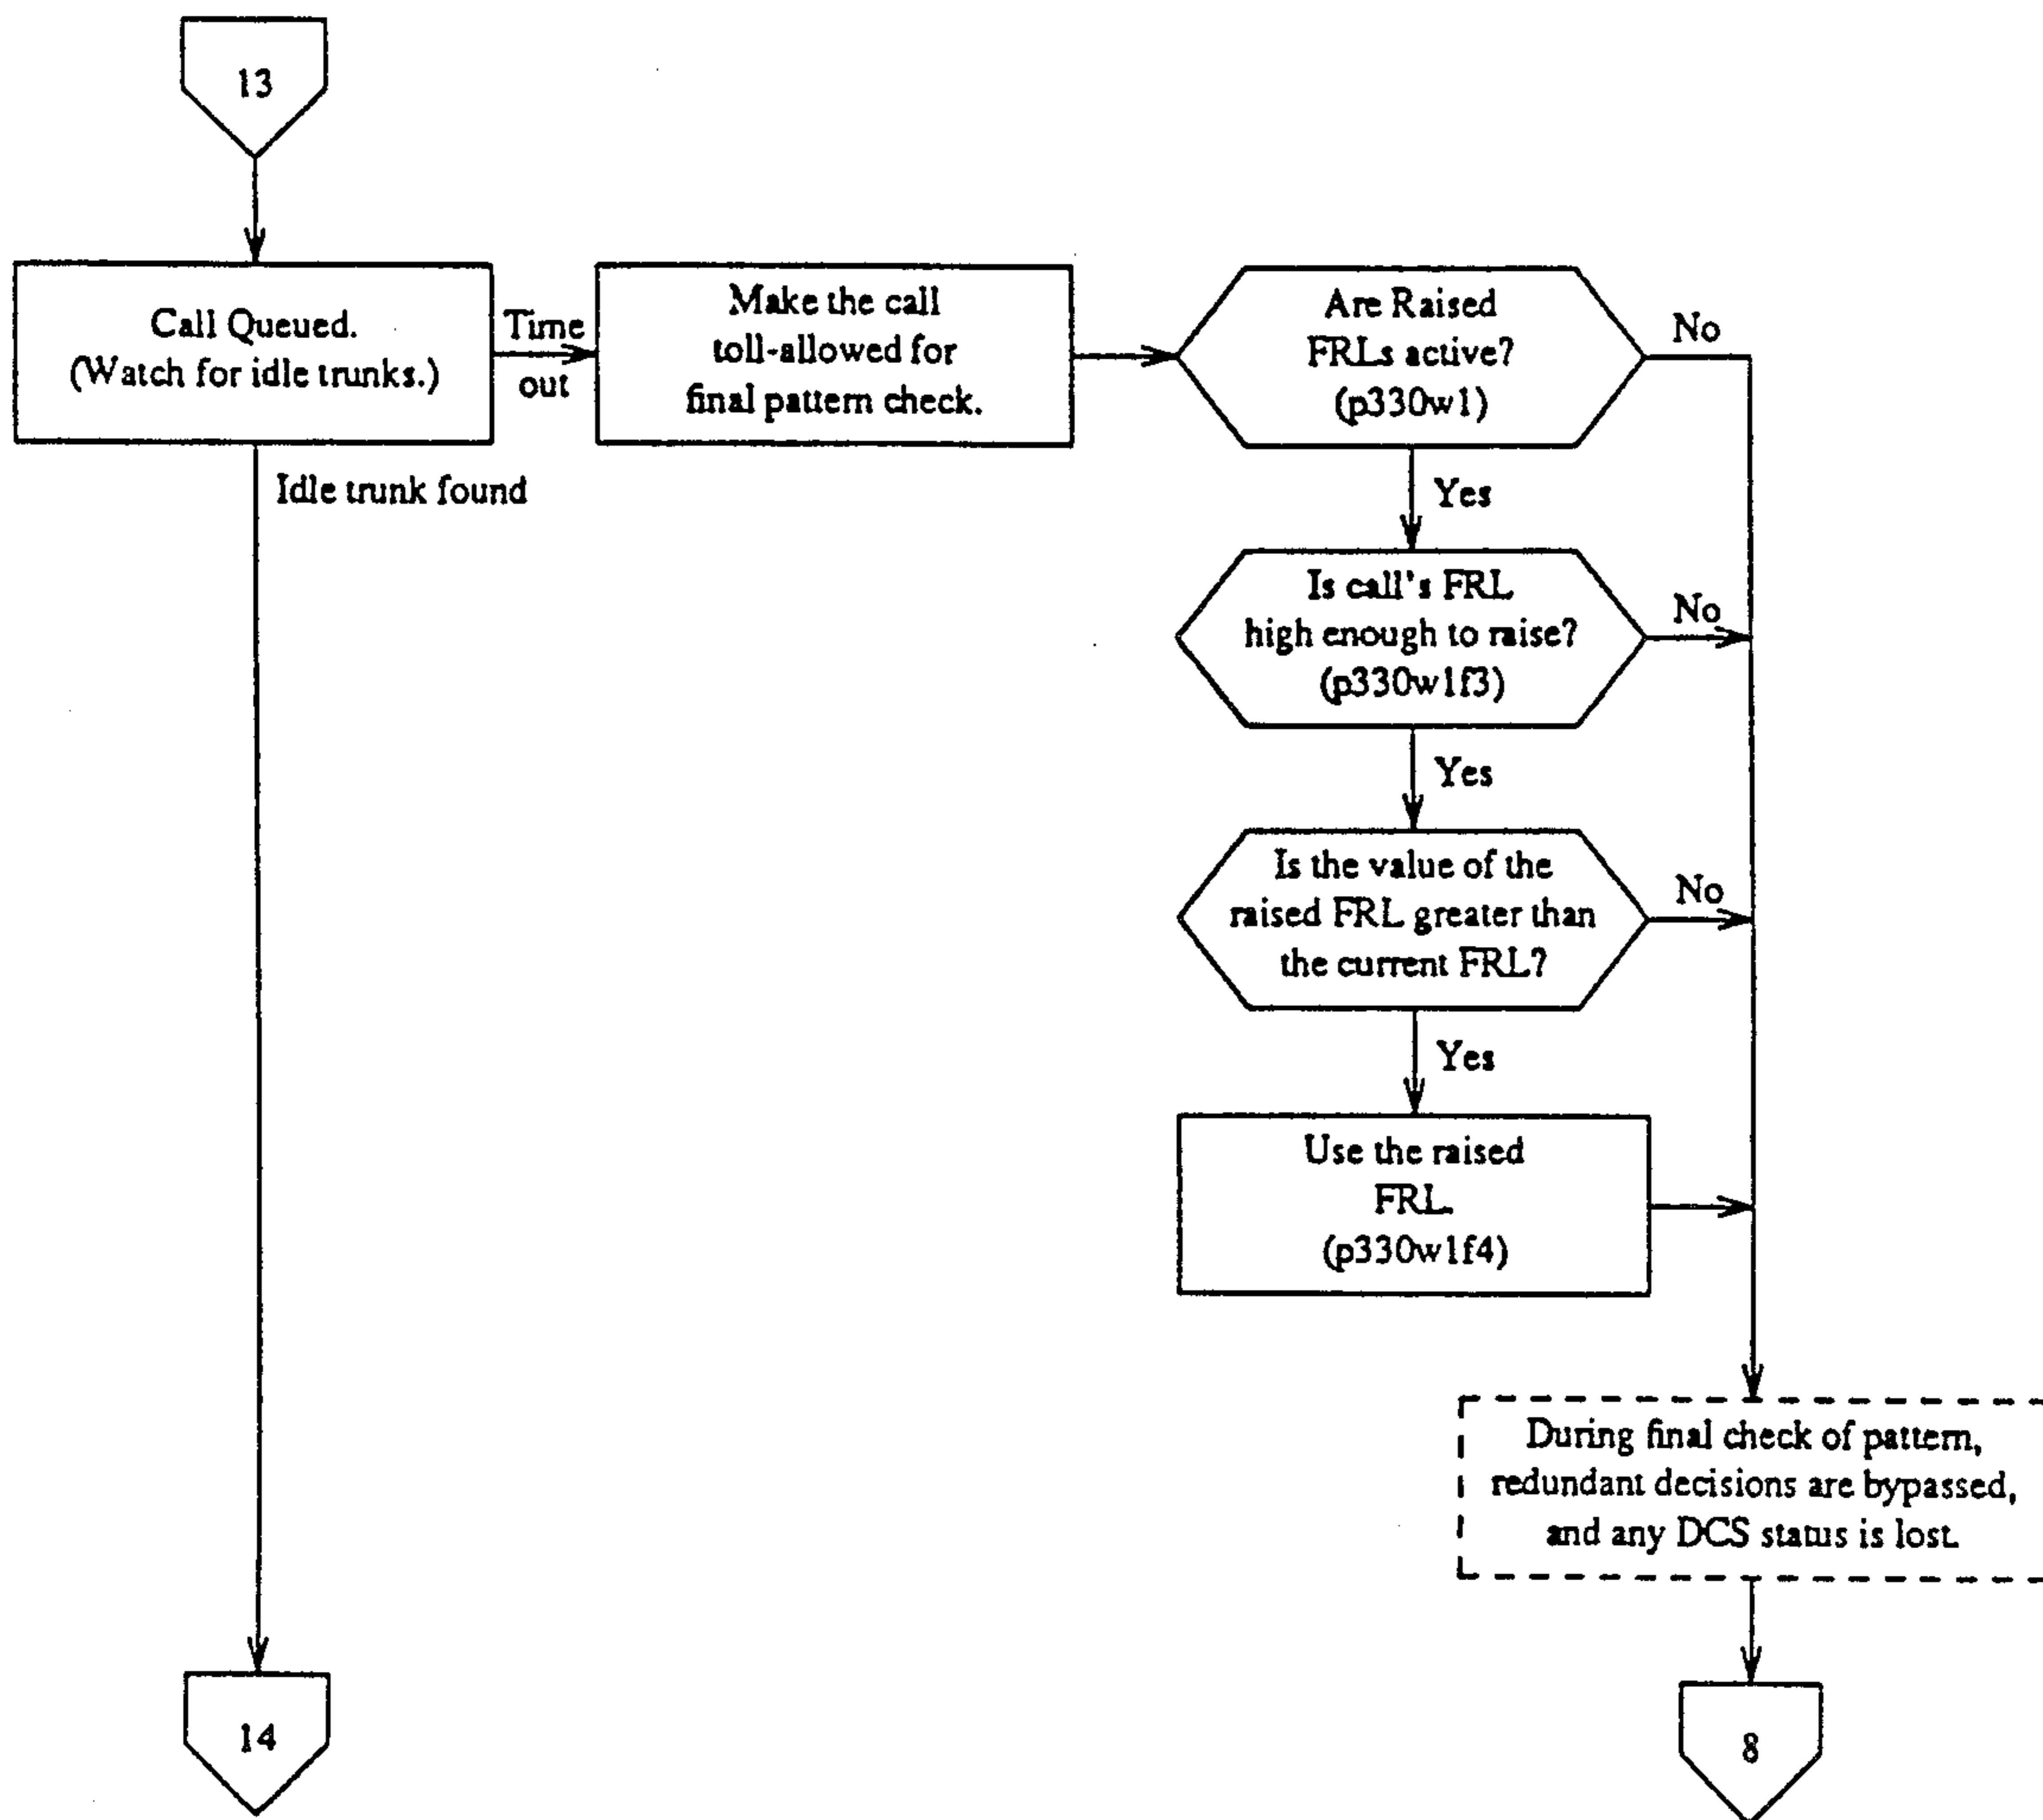 13
Call Queued.
(Watch for idle trunks.)
Time
out
Make the call
toll-allowed for
final pattern check.
Are Raised
FRLs active?
(p330w1)
No
Idle trunk found
Yes
Is call's FRL
high enough to raise?
(p330w1f3)
No
Yes
Is the value of the
raised FRL greater than
the current FRL?
No
Yes
Use the raised
FRL.
(p330w1f4)
During final check of pattern,
redundant decisions are bypassed,
and any DCS status is lost.
14
8